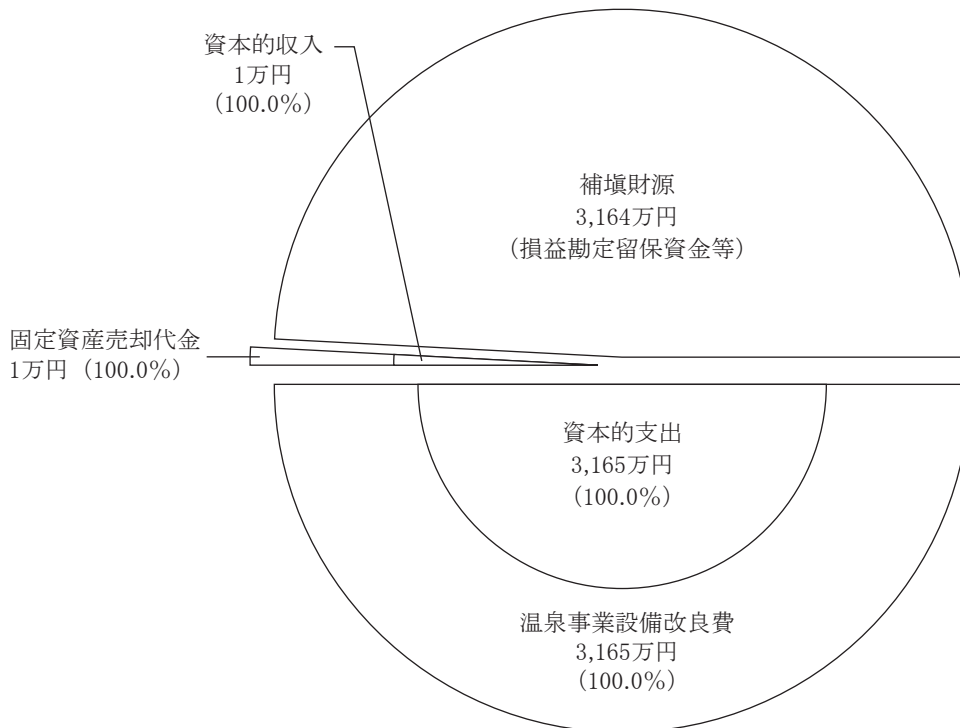 資本的収入
1万円
(100.0%)
補塡財源
3,164万円
(損益勘定留保資金等)
固定資産売却代金
1万円 (100.0%)
資本的支出
3,165万円
(100.0%)
温泉事業設備改良費
3,165万円
(100.0%)